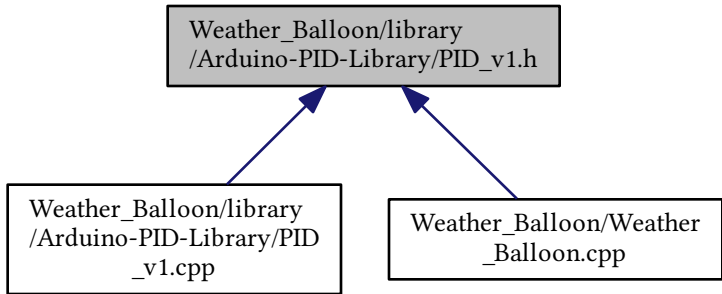 Weather_Balloon/library
/Arduino-PID-Library/PID_v1.h
Weather_Balloon/library
/Arduino-PID-Library/PID
_v1.cpp
Weather_Balloon/Weather
_Balloon.cpp